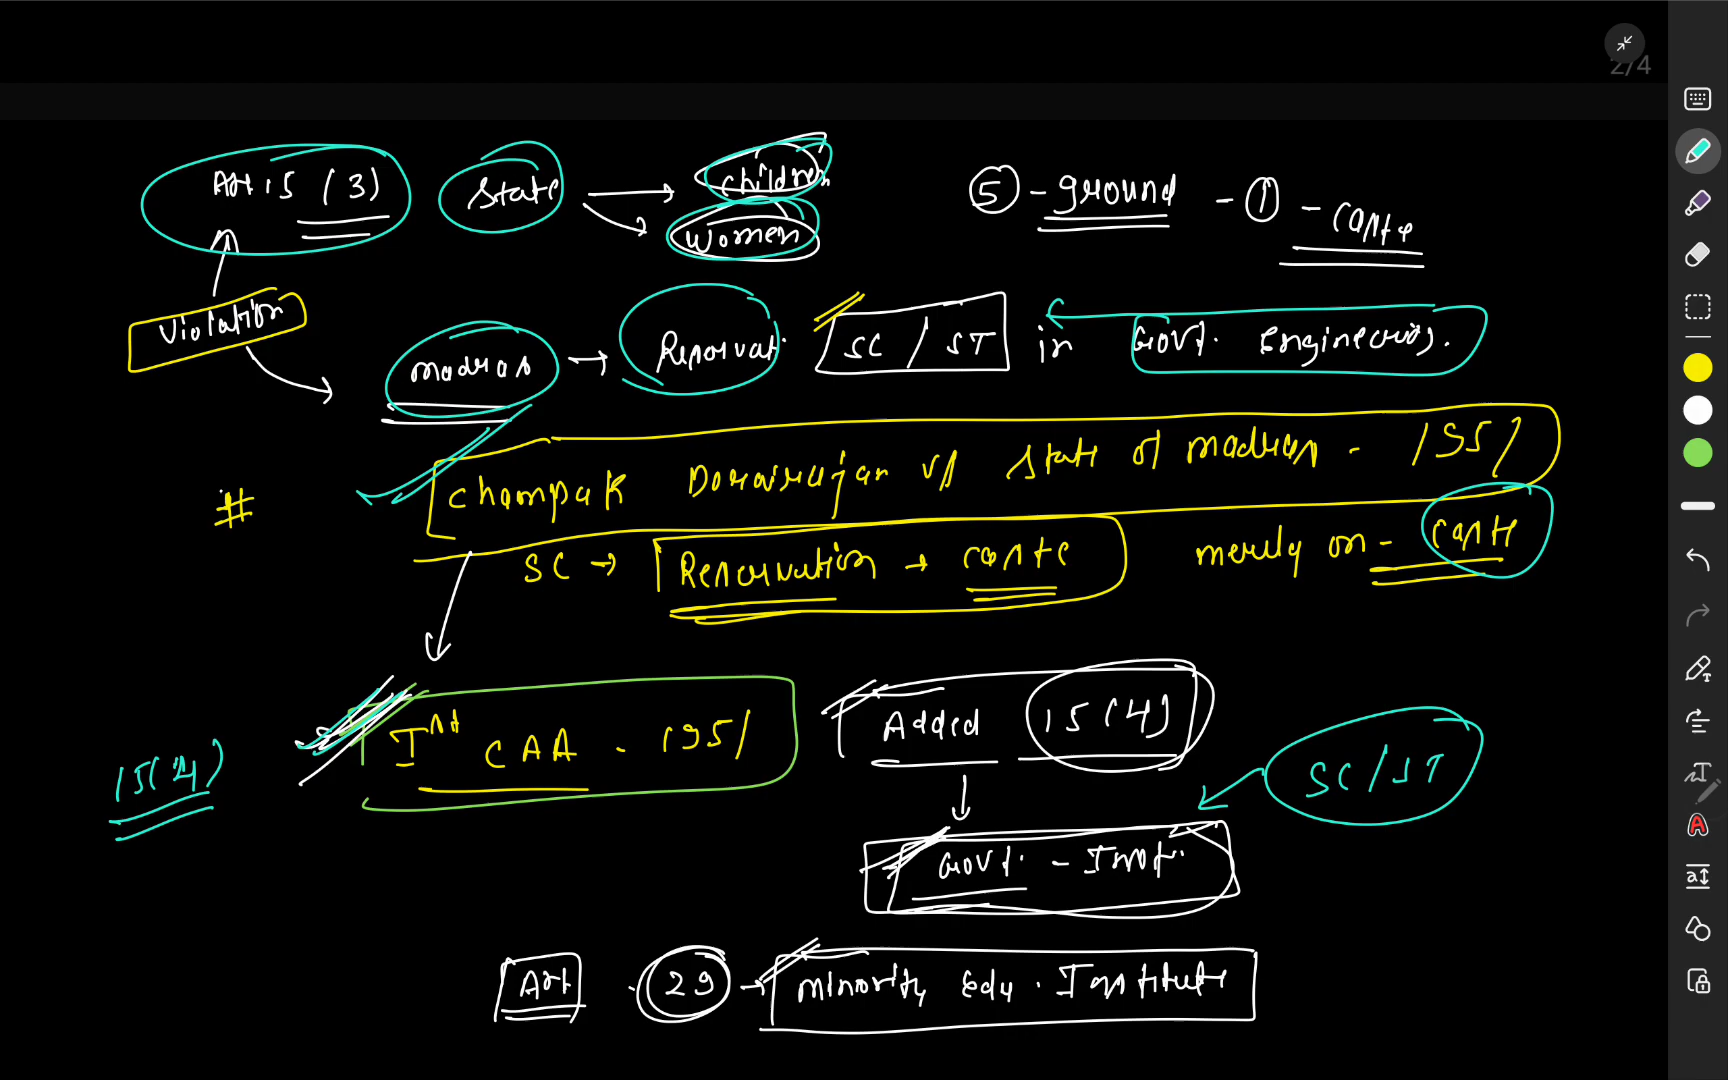 2/4
Art 15 (3) State → children
women
5 - ground - 1 - caste
Violation
madras → Reservat. SC / ST in Govt. Engineering.
# Champak Dorairajan v/s State of madras - 1951
SC → Reservation → caste merely on - caste
Ist CAA - 1951 Added 15(4)
15(4)
SC/ST
Govt. - Inst.
Art. 29 → minority Edu. Institute